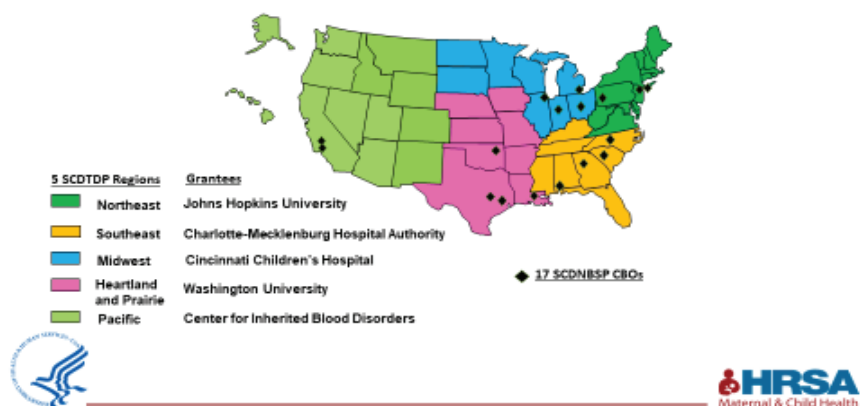 5 SCDTDP Regions Grantees
Northeast Johns Hopkins University
Southeast Charlotte-Mecklenburg Hospital Authority
Midwest Cincinnati Children's Hospital
Heartland and Prairie Washington University
Pacific Center for Inherited Blood Disorders
17 SCDNBSP CBOs
HRSA
Maternal & Child Health